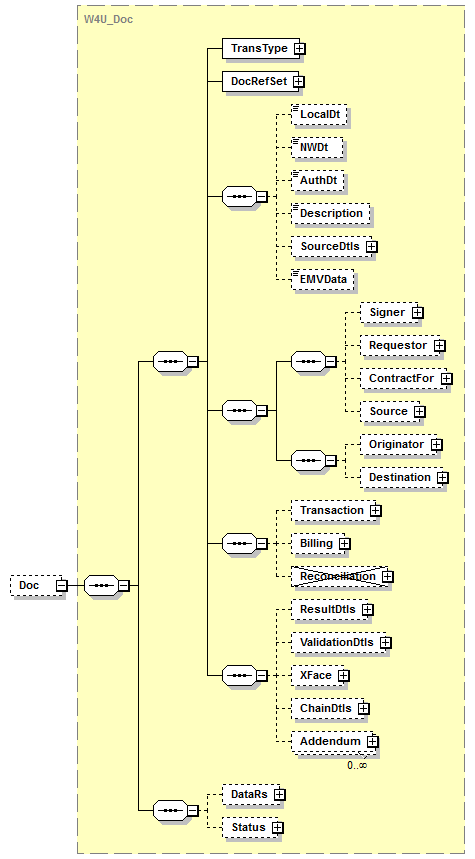 W4U_Doc
TransType
DocRefSet
LocalDt
NWDt
AuthDt
Description
SourceDtls
EMVData
Signer
Requestor
ContractFor
Source
Originator
Destination
Transaction
Billing
Doc
Reconciliation
ResultDtls
ValidationDtls
XFace
ChainDtls
Addendum
0..∞
DataRs
Status